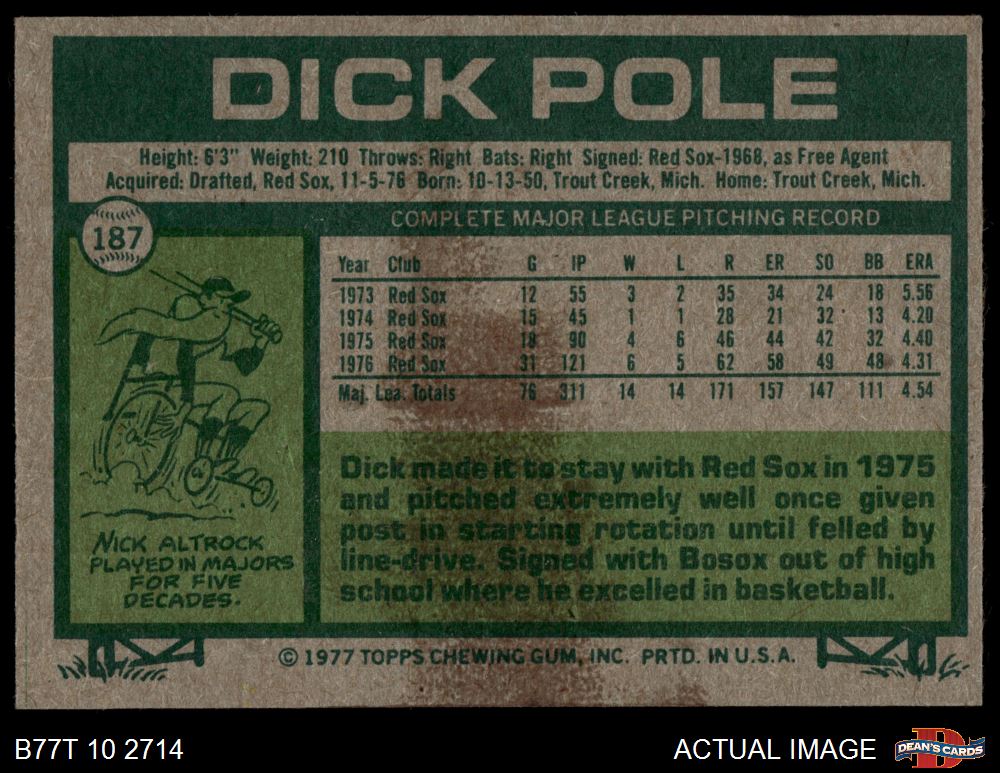 DICK POLE
Height: 6'3" Weight: 210 Throws: Right Bats: Right Signed: Red Sox-1968, as Free Agent
Acquired: Drafted, Red Sox, 11-5-76 Born: 10-13-50, Trout Creek, Mich. Home: Trout Creek, Mich.
187
COMPLETE MAJOR LEAGUE PITCHING RECORD
Year Club G IP W L R ER SO BB ERA
1973 Red Sox 12 55 3 2 35 34 24 18 5.56
1974 Red Sox 15 45 1 1 28 21 32 13 4.20
1975 Red Sox 18 90 4 6 46 44 42 32 4.40
1976 Red Sox 31 121 6 5 62 58 49 48 4.31
Maj. Lea. Totals 76 311 14 14 171 157 147 111 4.54
Dick made it to stay with Red Sox in 1975
and pitched extremely well once given
post in starting rotation until felled by
line-drive. Signed with Bosox out of high
school where he excelled in basketball.
NICK ALTROCK
PLAYED IN MAJORS
FOR FIVE
DECADES.
© 1977 TOPPS CHEWING GUM, INC. PRTD. IN U.S.A.
B77T 10 2714
ACTUAL IMAGE
D
DEAN'S CARDS